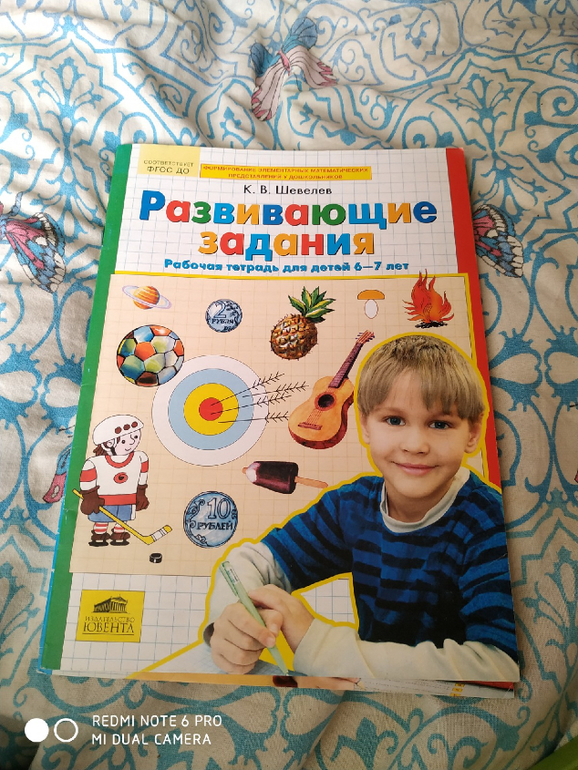 СООТВЕТСТВУЕТ
ФГОС ДО
ФОРМИРОВАНИЕ ЭЛЕМЕНТАРНЫХ МАТЕМАТИЧЕСКИХ
ПРЕДСТАВЛЕНИЙ У ДОШКОЛЬНИКОВ
К. В. Шевелев
Развивающие
задания
Рабочая тетрадь для детей 6–7 лет
2
РУБЛЯ
10
РУБЛЕЙ
ИЗДАТЕЛЬСТВО
ЮВЕНТА
REDMI NOTE 6 PRO
MI DUAL CAMERA